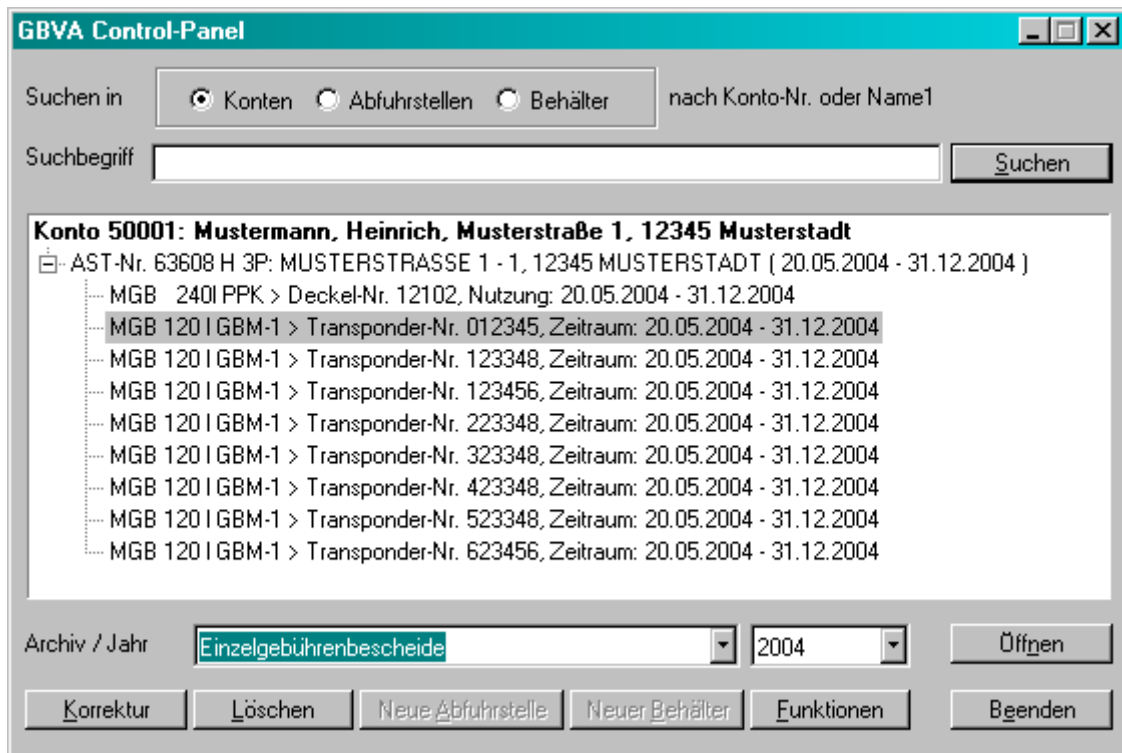 GBVA Control-Panel
Suchen in Konten Abfuhrstellen Behälter nach Konto-Nr. oder Name1
Suchbegriff Suchen
Konto 50001: Mustermann, Heinrich, Musterstraße 1, 12345 Musterstadt
AST-Nr. 63608 H 3P: MUSTERSTRASSE 1 - 1, 12345 MUSTERSTADT ( 20.05.2004 - 31.12.2004 )
MGB 240l PPK > Deckel-Nr. 12102, Nutzung: 20.05.2004 - 31.12.2004
MGB 120 l GBM-1 > Transponder-Nr. 012345, Zeitraum: 20.05.2004 - 31.12.2004
MGB 120 l GBM-1 > Transponder-Nr. 123348, Zeitraum: 20.05.2004 - 31.12.2004
MGB 120 l GBM-1 > Transponder-Nr. 123456, Zeitraum: 20.05.2004 - 31.12.2004
MGB 120 l GBM-1 > Transponder-Nr. 223348, Zeitraum: 20.05.2004 - 31.12.2004
MGB 120 l GBM-1 > Transponder-Nr. 323348, Zeitraum: 20.05.2004 - 31.12.2004
MGB 120 l GBM-1 > Transponder-Nr. 423348, Zeitraum: 20.05.2004 - 31.12.2004
MGB 120 l GBM-1 > Transponder-Nr. 523348, Zeitraum: 20.05.2004 - 31.12.2004
MGB 120 l GBM-1 > Transponder-Nr. 623456, Zeitraum: 20.05.2004 - 31.12.2004
Archiv / Jahr Einzelgebührenbescheide 2004 Öffnen
Korrektur Löschen Neue Abfuhrstelle Neuer Behälter Funktionen Beenden